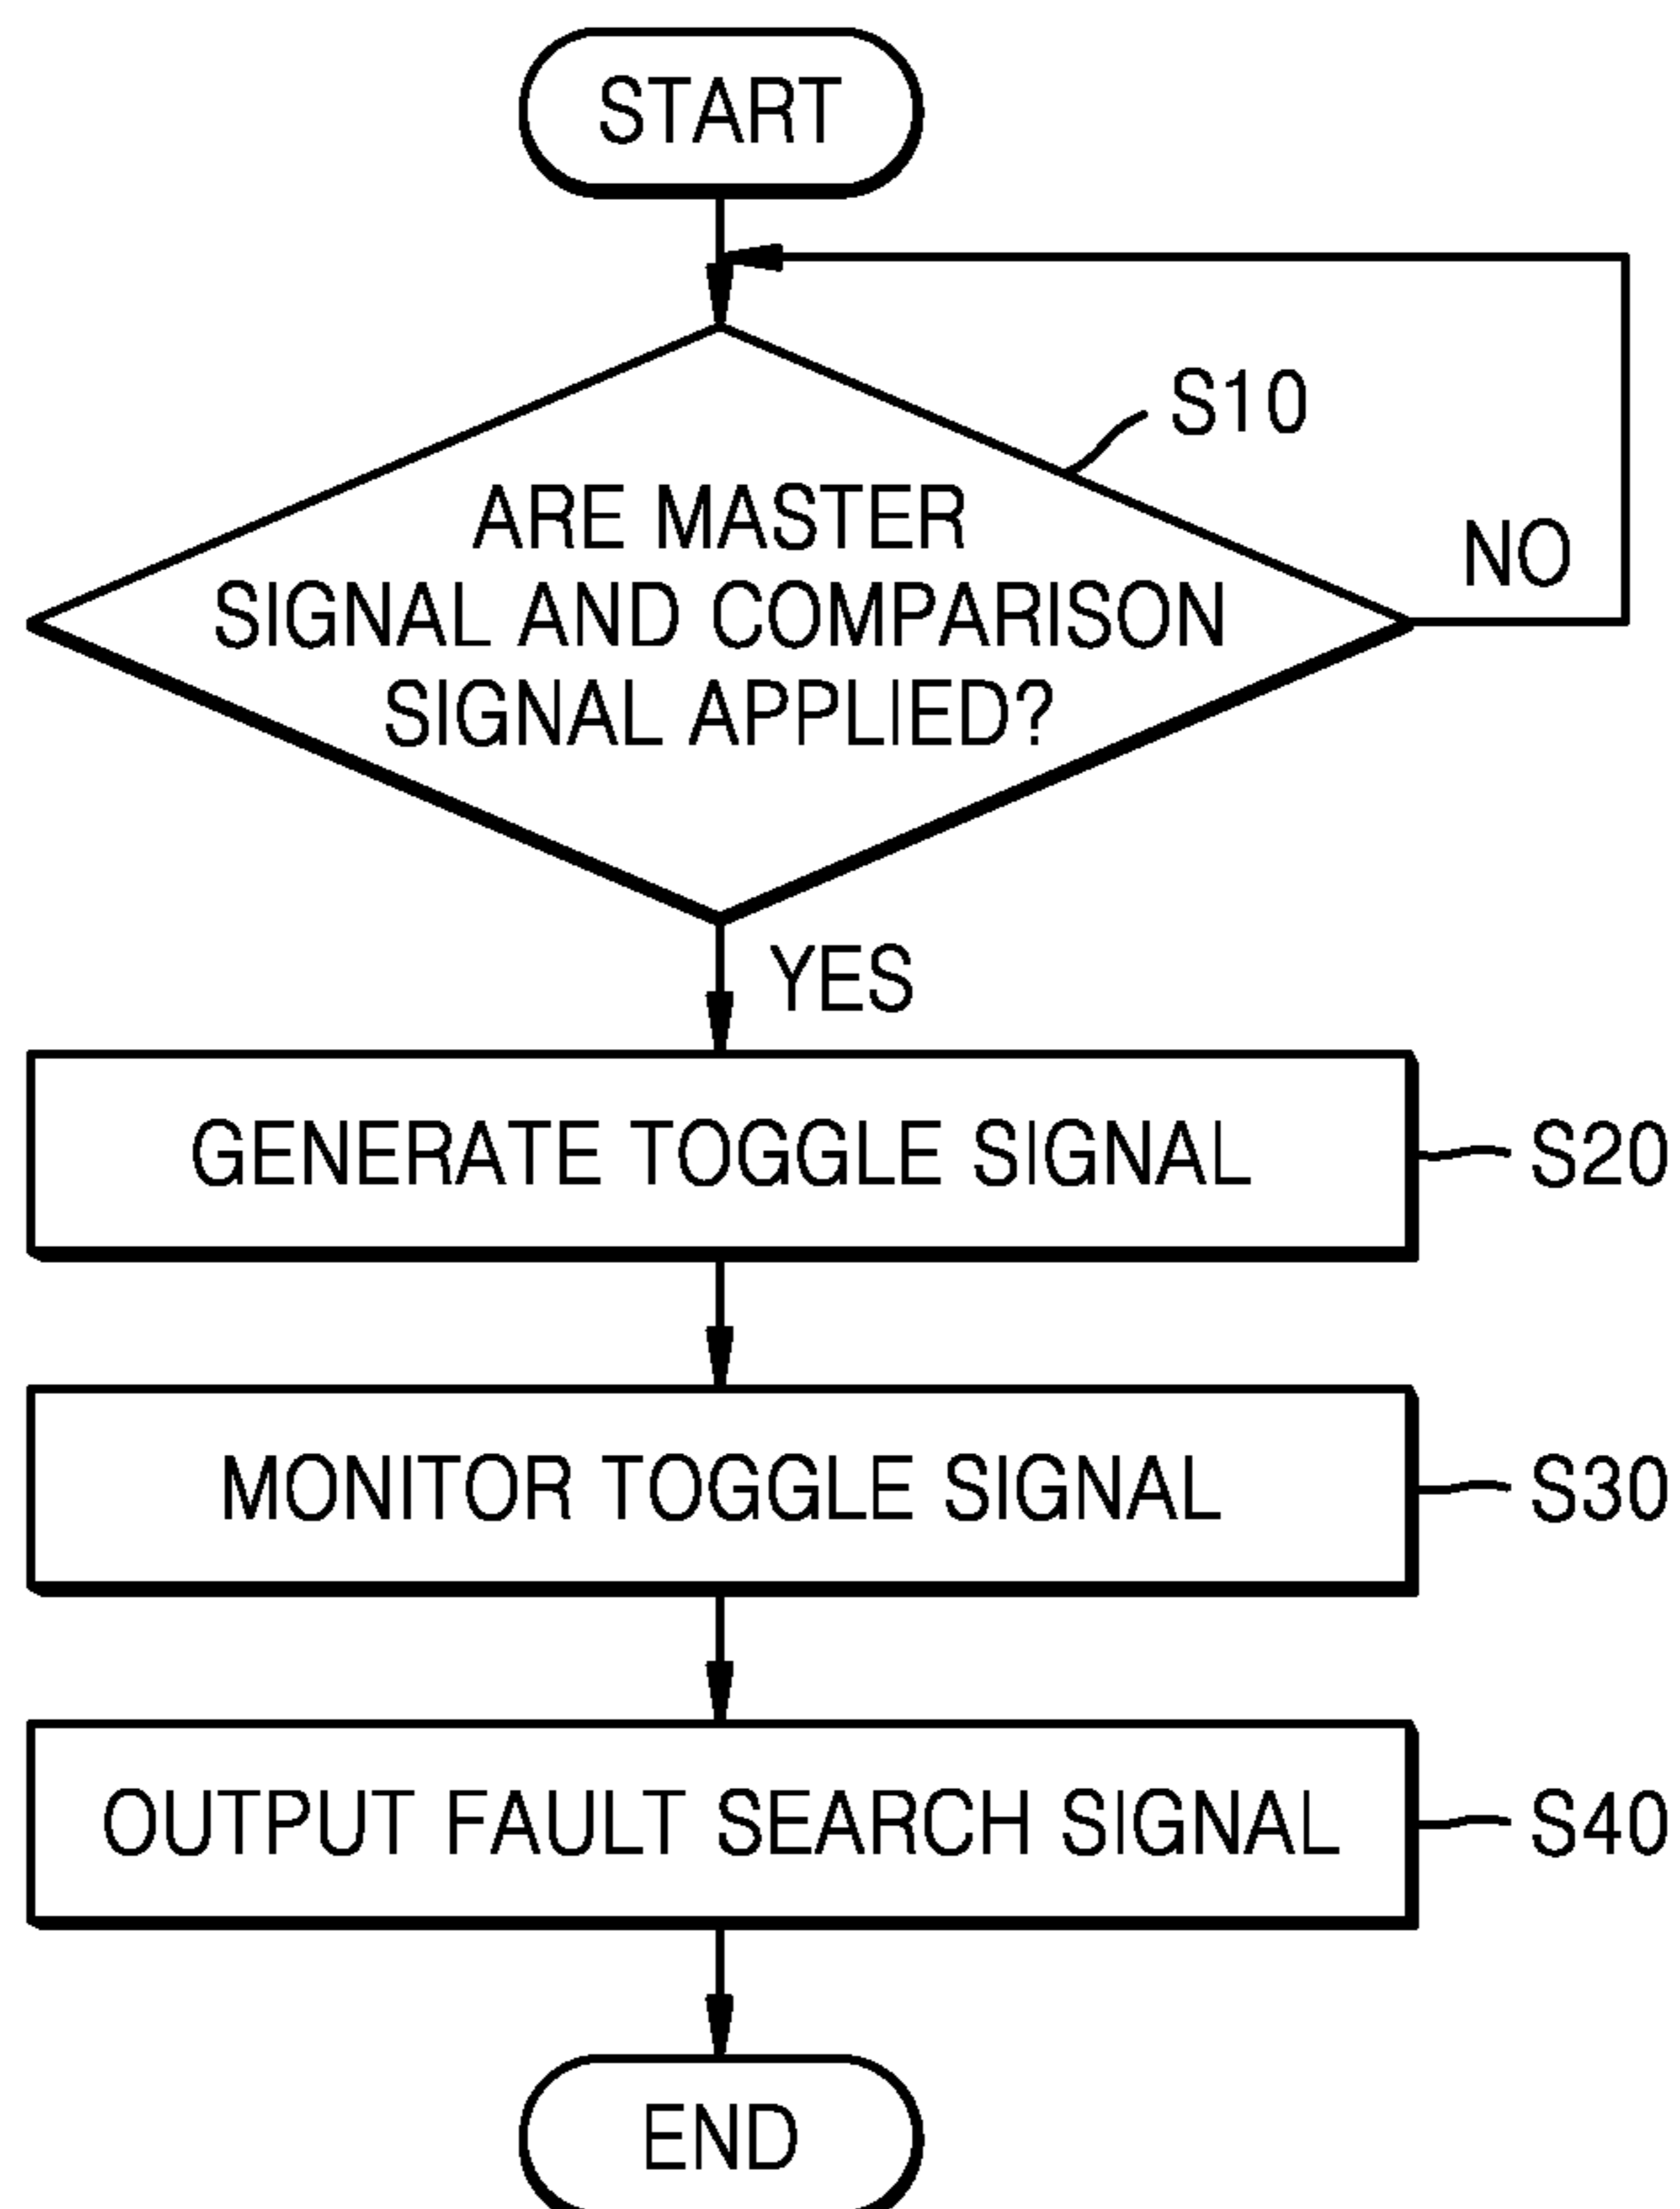 START
S10
ARE MASTER
SIGNAL AND COMPARISON
SIGNAL APPLIED?
NO
YES
GENERATE TOGGLE SIGNAL
S20
MONITOR TOGGLE SIGNAL
S30
OUTPUT FAULT SEARCH SIGNAL
S40
END